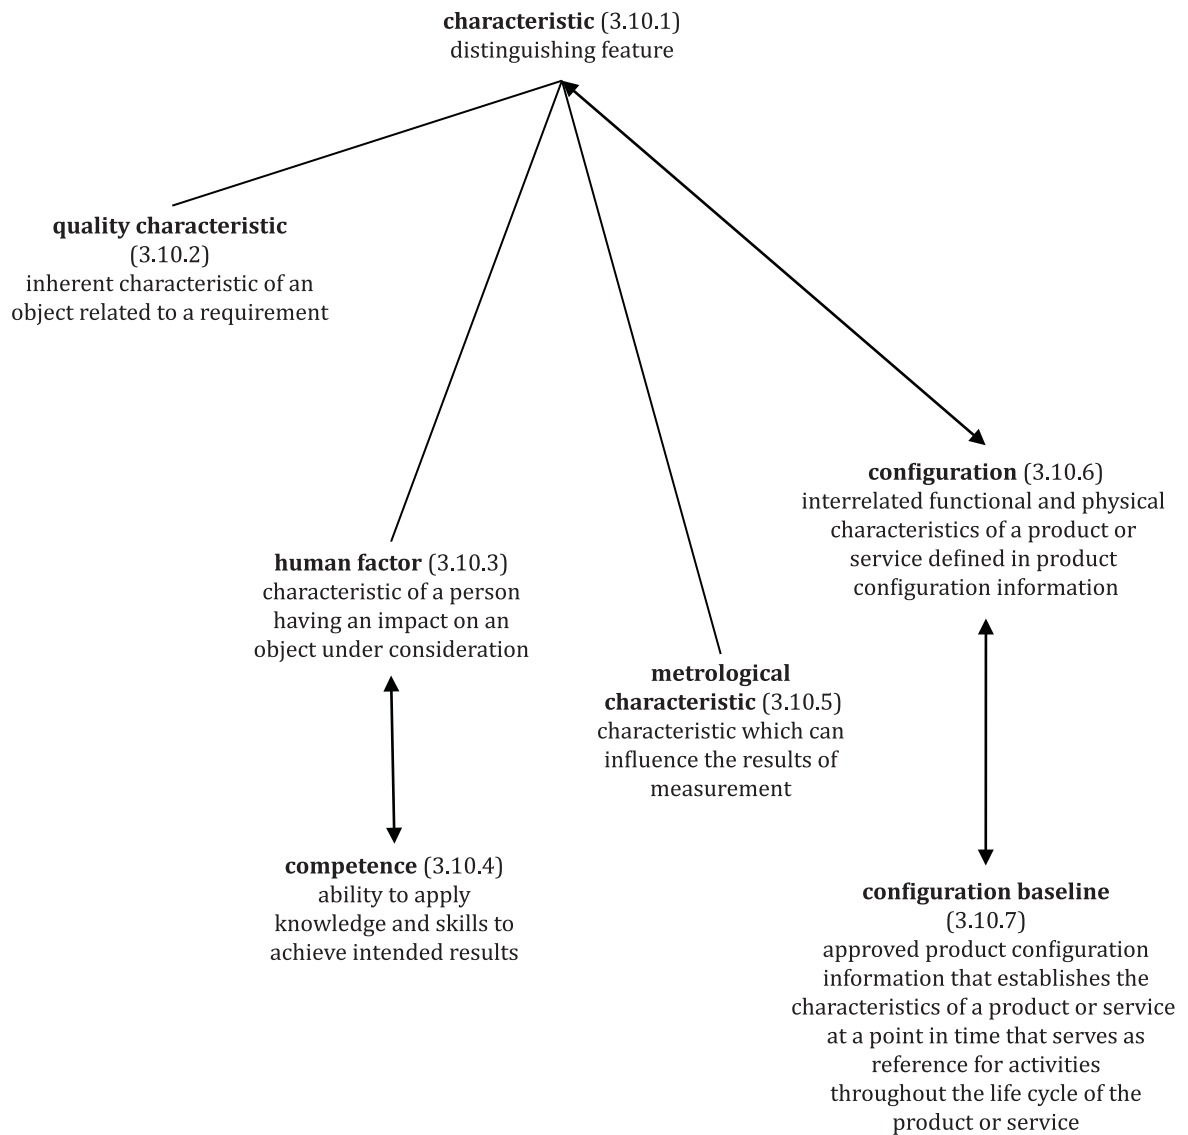 characteristic (3.10.1)
distinguishing feature
quality characteristic
(3.10.2)
inherent characteristic of an
object related to a requirement
human factor (3.10.3)
characteristic of a person
having an impact on an
object under consideration
competence (3.10.4)
ability to apply
knowledge and skills to
achieve intended results
metrological
characteristic (3.10.5)
characteristic which can
influence the results of
measurement
configuration (3.10.6)
interrelated functional and physical
characteristics of a product or
service defined in product
configuration information
configuration baseline
(3.10.7)
approved product configuration
information that establishes the
characteristics of a product or service
at a point in time that serves as
reference for activities
throughout the life cycle of the
product or service